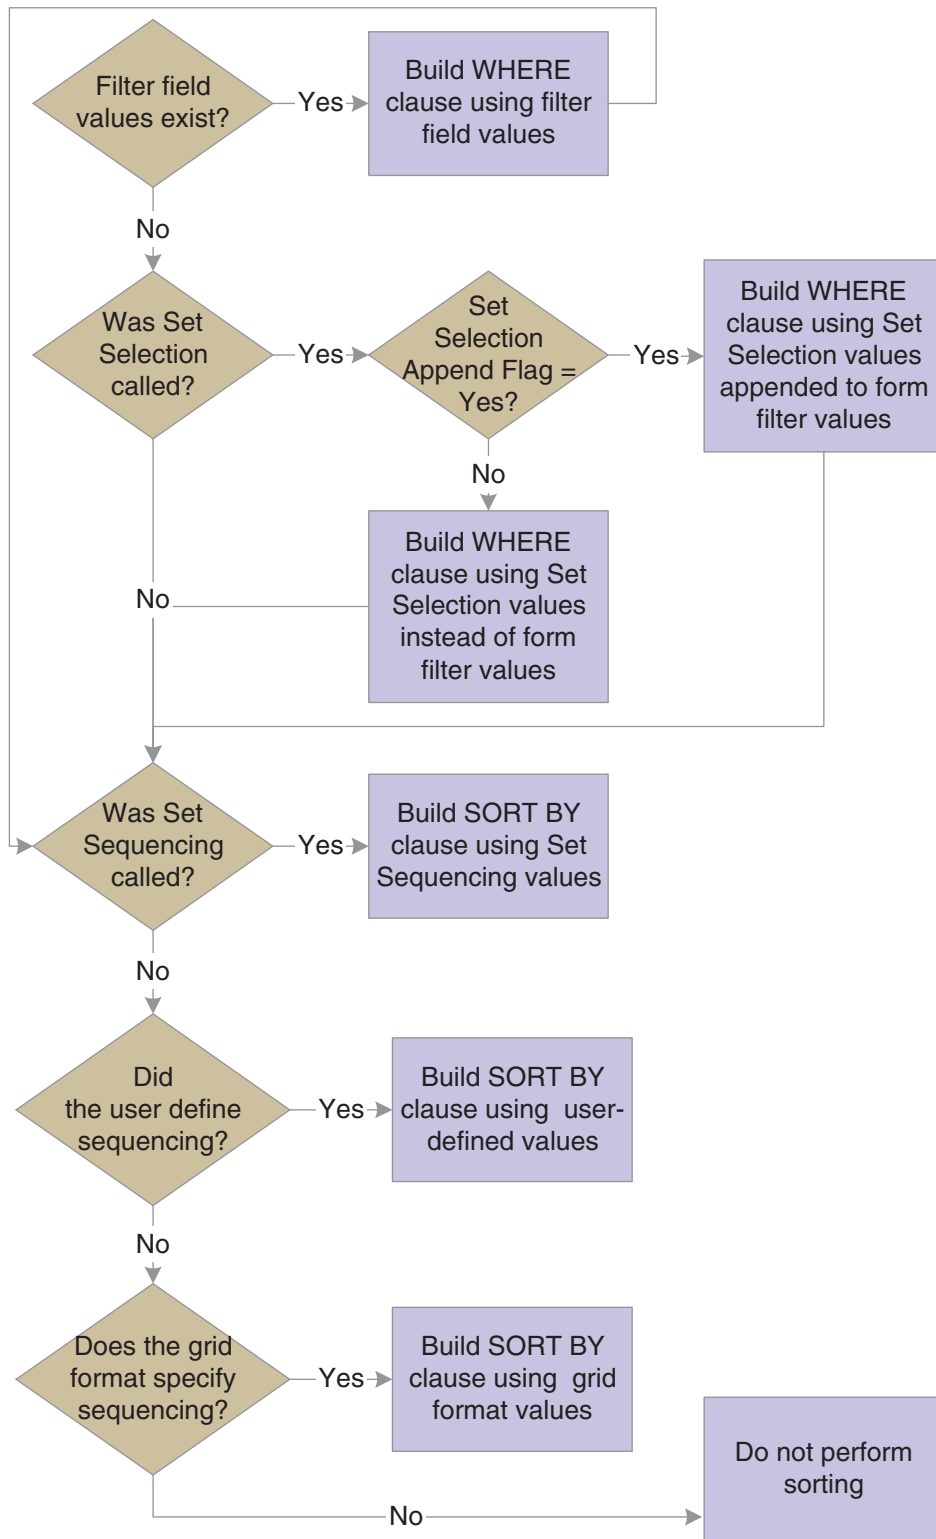 Filter field
values exist?
Yes
Build WHERE
clause using filter
field values
No
Was Set
Selection
called?
Yes
Set
Selection
Append Flag =
Yes?
Yes
Build WHERE
clause using Set
Selection values
appended to form
filter values
No
Build WHERE
clause using Set
Selection values
instead of form
filter values
No
Was Set
Sequencing
called?
Yes
Build SORT BY
clause using Set
Sequencing values
No
Did
the user define
sequencing?
Yes
Build SORT BY
clause using user-
defined values
No
Does the grid
format specify
sequencing?
Yes
Build SORT BY
clause using grid
format values
No
Do not perform
sorting